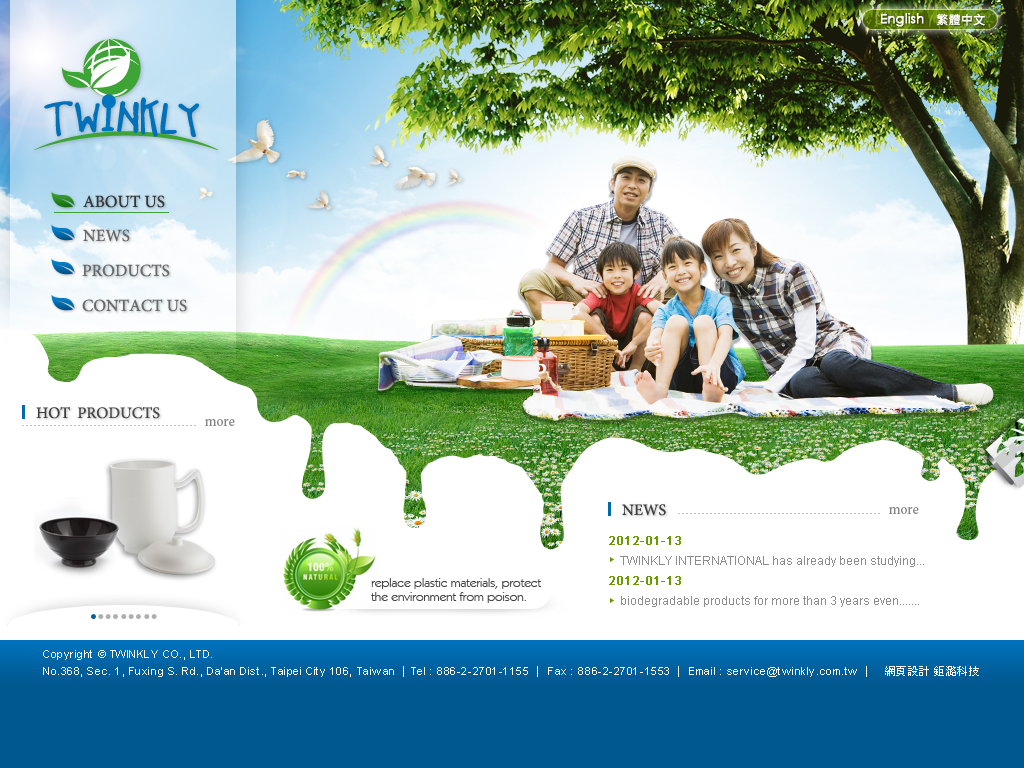 English 繁體中文
TWINKLY
ABOUT US
NEWS
PRODUCTS
CONTACT US
HOT PRODUCTS
more
NEWS
more
2012-01-13
TWINKLY INTERNATIONAL has already been studying...
2012-01-13
biodegradable products for more than 3 years even.......
100%
NATURAL
replace plastic materials, protect
the environment from poison.
Copyright © TWINKLY CO., LTD.
No.368, Sec. 1, Fuxing S. Rd., Da'an Dist., Taipei City 106, Taiwan | Tel : 886-2-2701-1155 | Fax : 886-2-2701-1553 | Email : service@twinkly.com.tw | 網頁設計 鉅潞科技